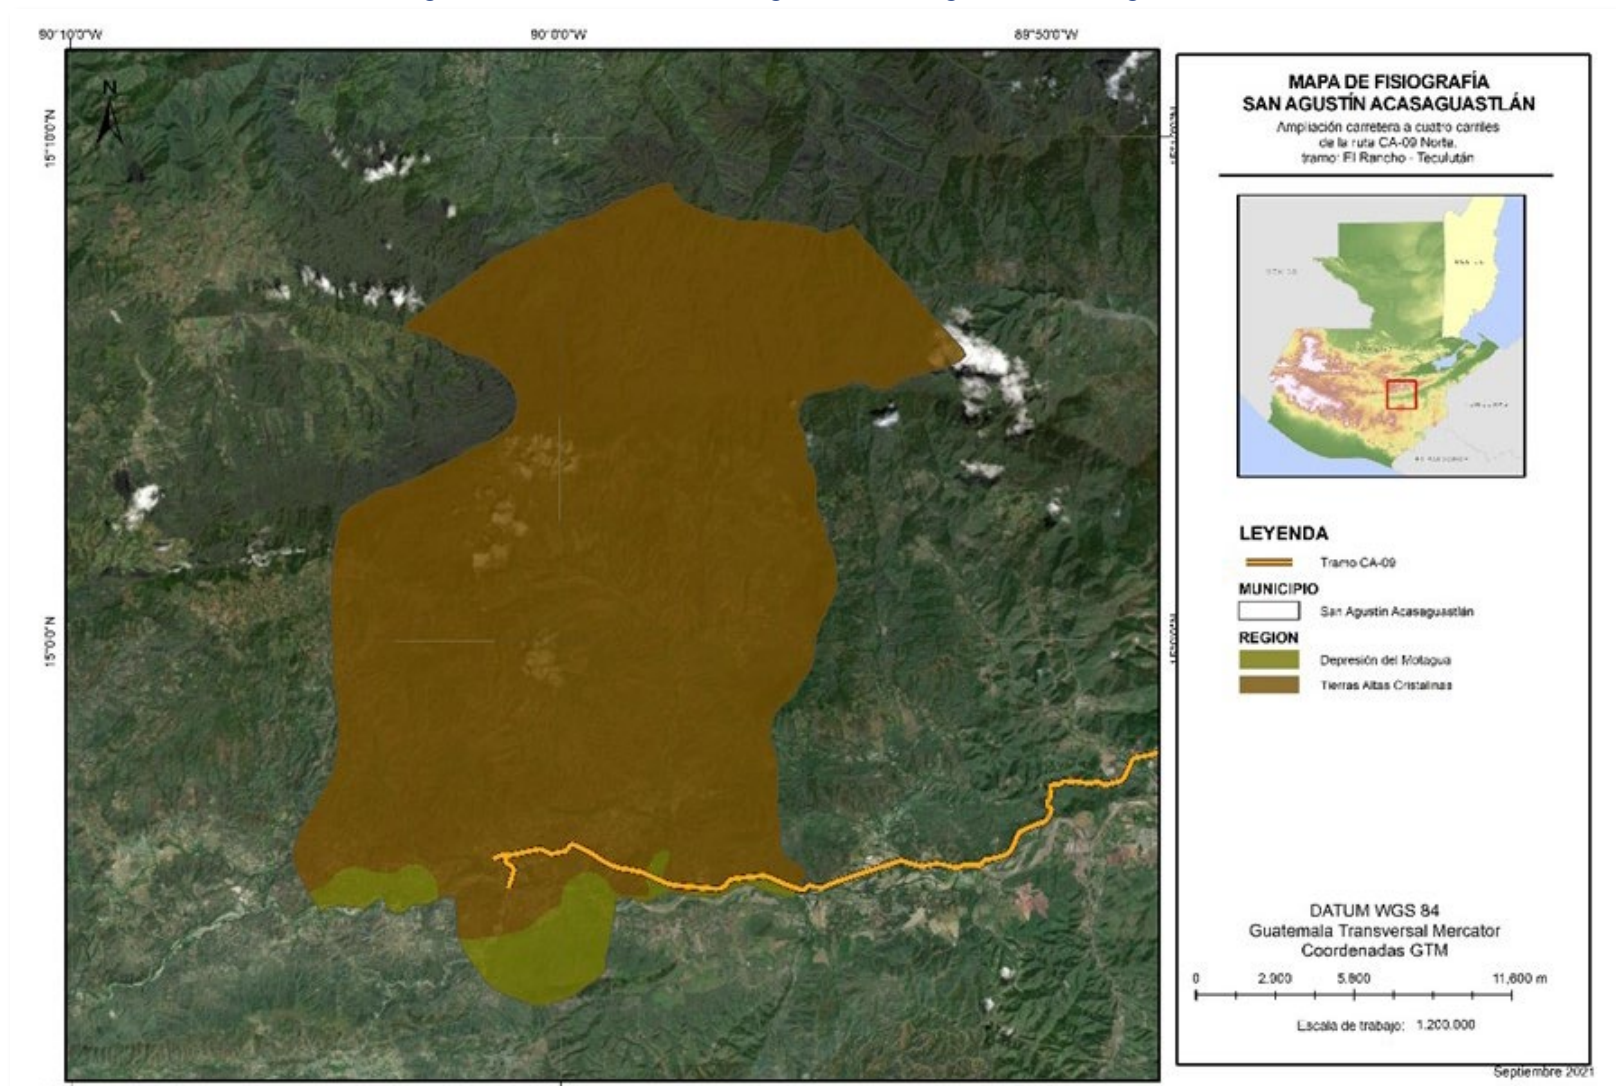 90°10'0"W
90°0'0"W
89°50'0"W
N
15°10'0"N
15°0'0"N
MAPA DE FISIOGRAFÍA
SAN AGUSTÍN ACASAGUASTLÁN
Ampliación carretera a cuatro carriles
de la ruta CA-09 Norte,
tramo: El Rancho - Teculután
LEYENDA
Tramo CA-09
MUNICIPIO
San Agustín Acasaguastlán
REGION
Depresión del Motagua
Tierras Altas Cristalinas
DATUM WGS 84
Guatemala Transversal Mercator
Coordenadas GTM
0 2.900 5.800 11.600 m
Escala de trabajo: 1.200.000
Septiembre 2021